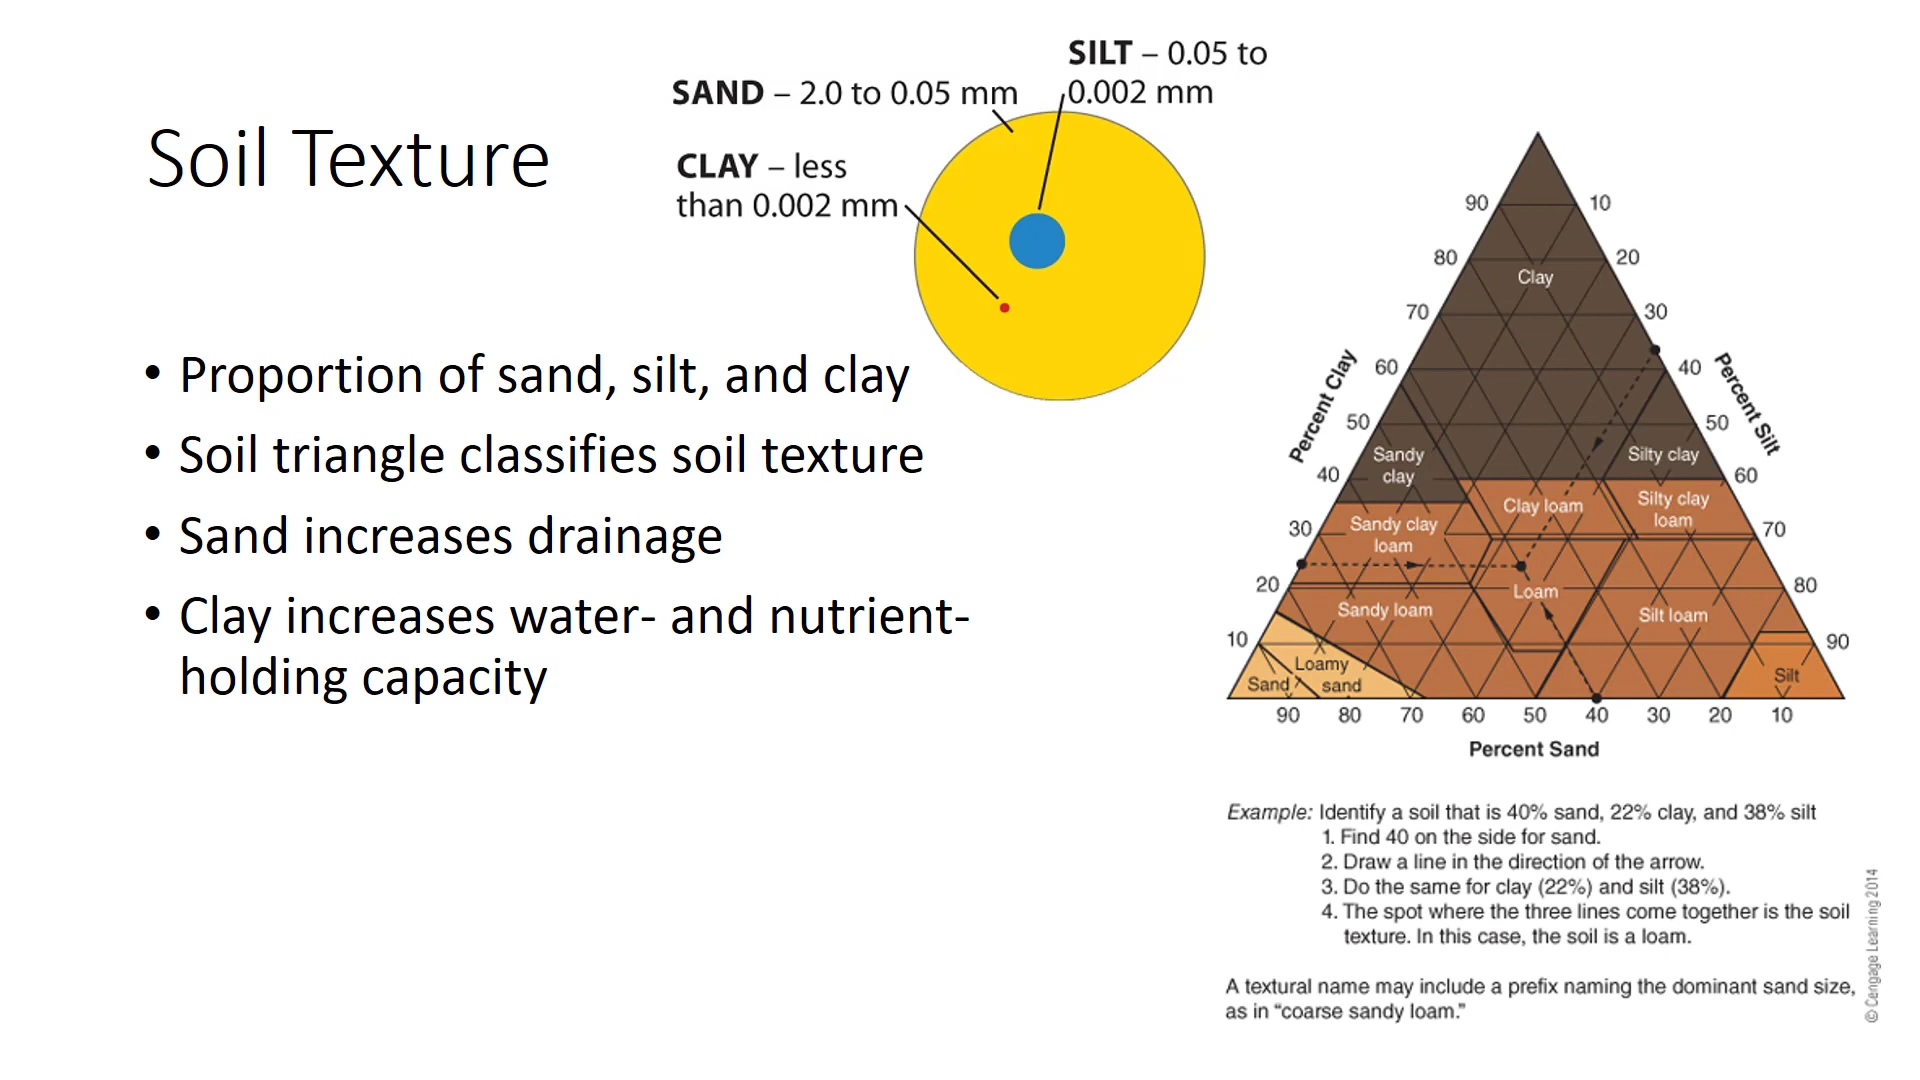 Soil Texture
SAND – 2.0 to 0.05 mm
SILT – 0.05 to
0.002 mm
CLAY – less
than 0.002 mm
• Proportion of sand, silt, and clay
• Soil triangle classifies soil texture
• Sand increases drainage
• Clay increases water- and nutrient-
holding capacity
90 10
80 20
Clay
70 30
60 40
Percent Clay
Percent Silt
50 50
Sandy
clay
Silty clay
40 60
Clay loam
Silty clay
loam
Sandy clay
loam
30 70
20 80
Loam
Sandy loam
Silt loam
10 90
Loamy
sand
Sand
Silt
90 80 70 60 50 40 30 20 10
Percent Sand
Example: Identify a soil that is 40% sand, 22% clay, and 38% silt
1. Find 40 on the side for sand.
2. Draw a line in the direction of the arrow.
3. Do the same for clay (22%) and silt (38%).
4. The spot where the three lines come together is the soil
texture. In this case, the soil is a loam.
A textural name may include a prefix naming the dominant sand size,
as in “coarse sandy loam.”
© Cengage Learning 2014